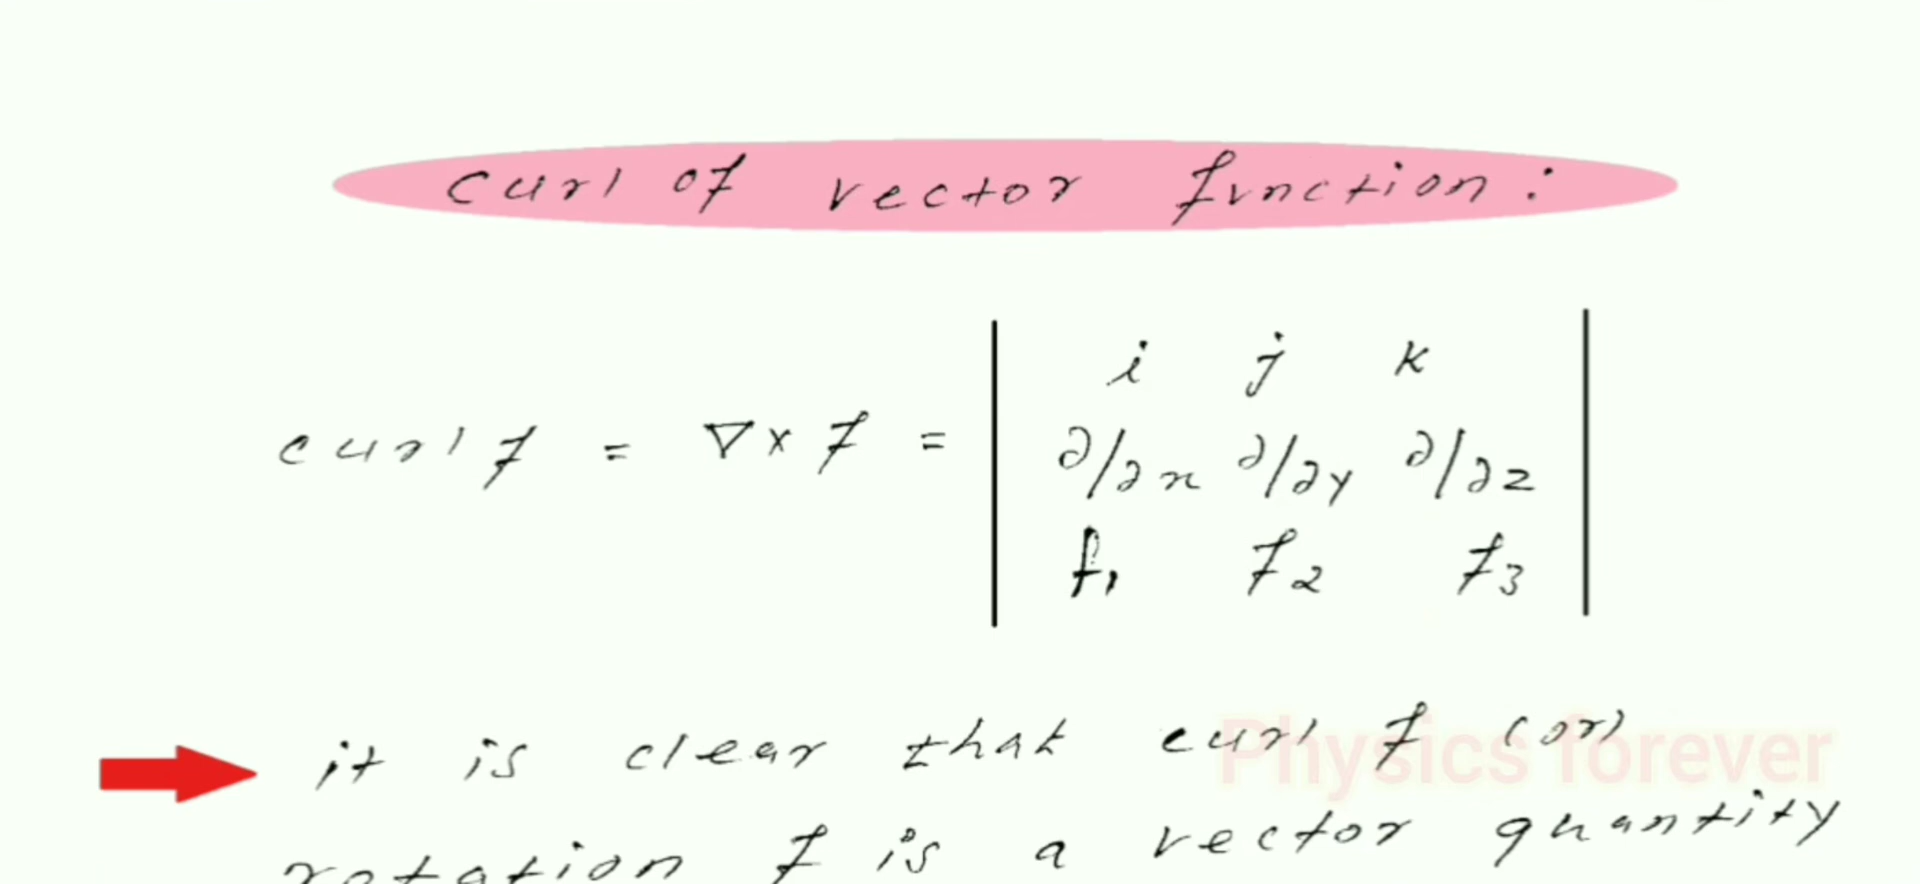 curl of vector function :
curl f = ∇ × f = | i j k |
| ∂/∂x ∂/∂y ∂/∂z |
| f₁ f₂ f₃ |
it is clear that curl f (or)
rotation f is a vector quantity
Physics forever